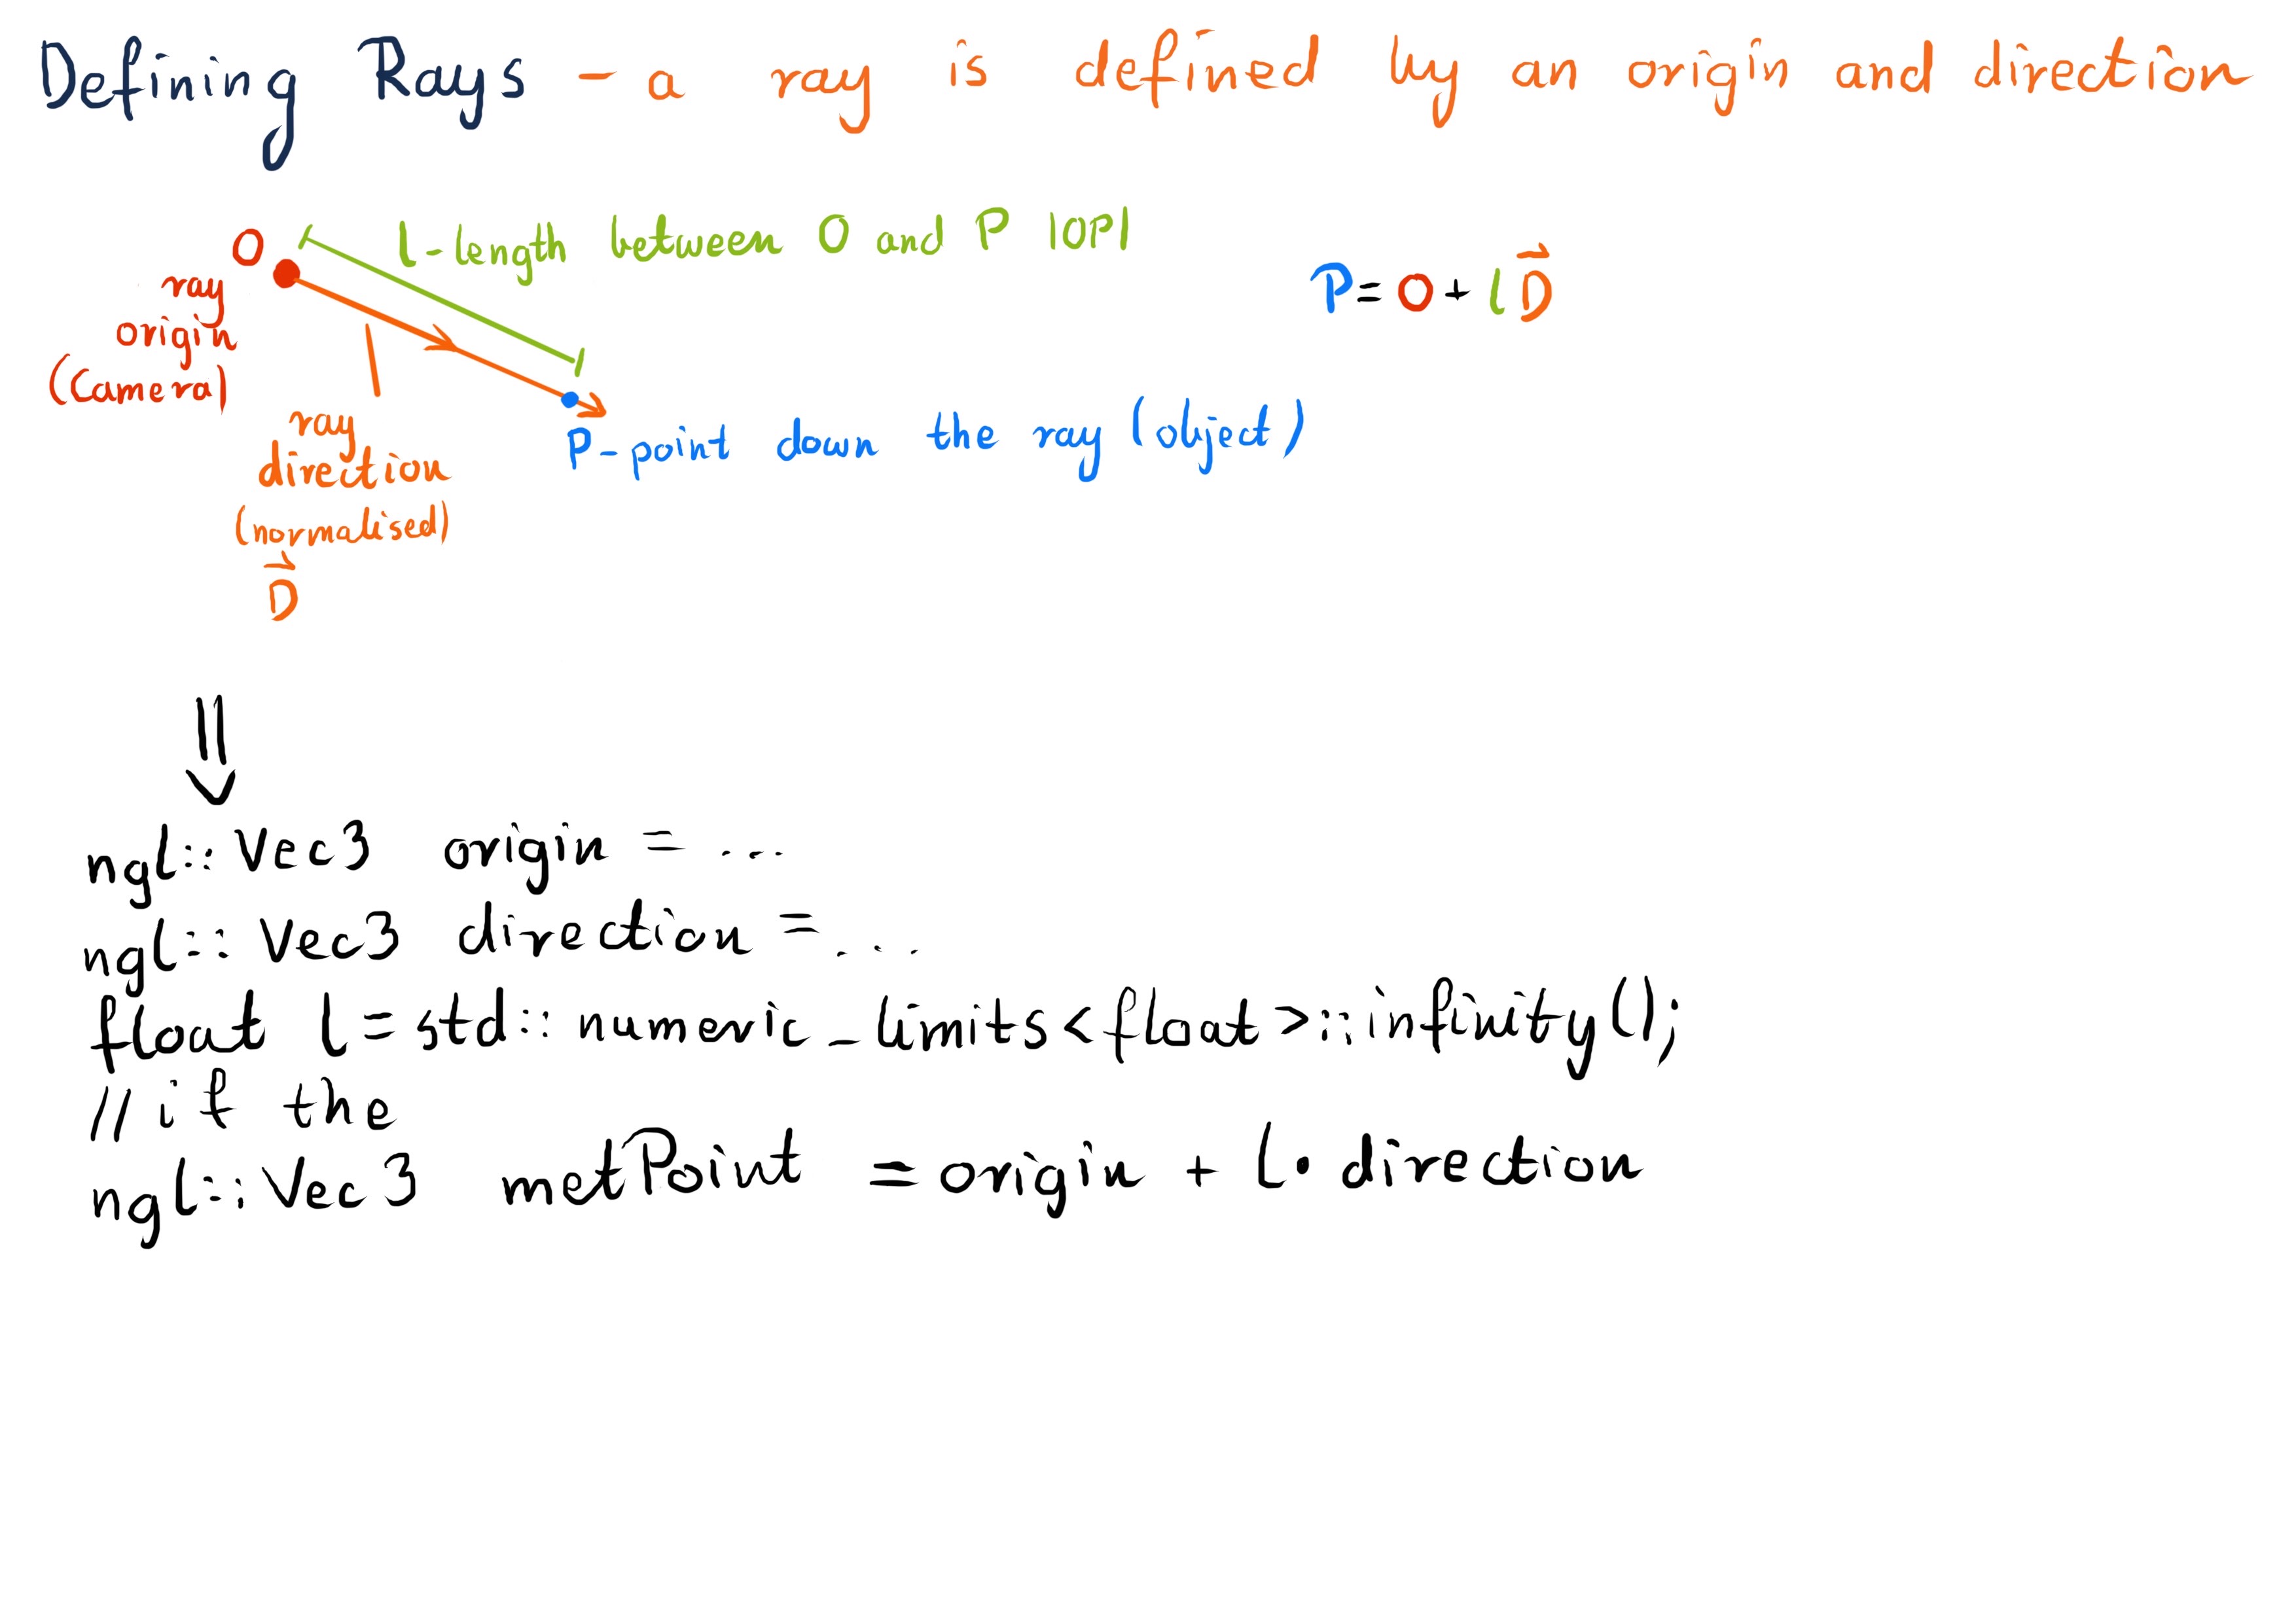 Defining Rays - a ray is defined by an origin and direction
O
l-length between O and P |OP|
ray
origin
(Camera)
P = O + l D⃗
P-point down the ray (object)
ray
direction
(normalised)
D⃗
ngl::Vec3 origin = ...
ngl::Vec3 direction = ...
float l = std::numeric_limits<float>::infinity();
// if the
ngl::Vec3 metPoint = origin + l · direction